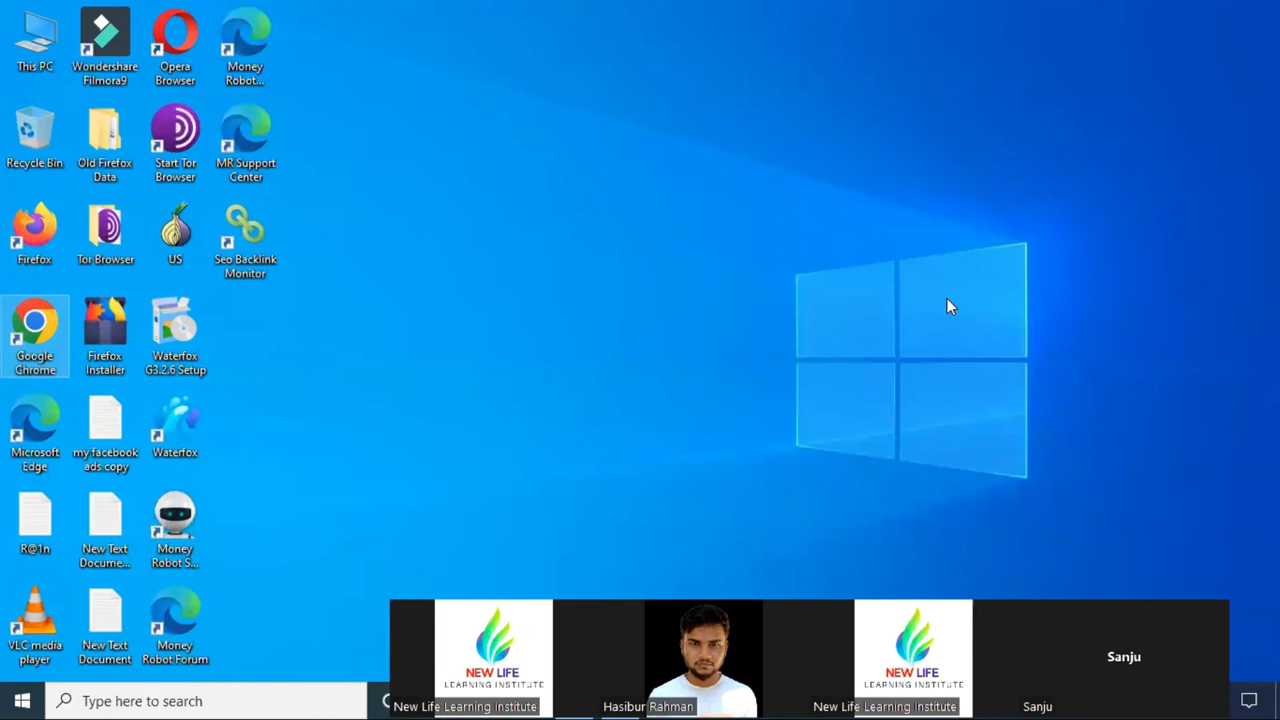 This PC
Wondershare
Filmora9
Opera
Browser
Money
Robot...
Recycle Bin
Old Firefox
Data
Start Tor
Browser
MR Support
Center
Firefox
Tor Browser
US
Seo Backlink
Monitor
Google
Chrome
Firefox
Installer
Waterfox
G3.2.6 Setup
Microsoft
Edge
my facebook
ads copy
Waterfox
R@1n
New Text
Docume...
Money
Robot S...
VLC media
player
New Text
Document
Money
Robot Forum
NEW LIFE
LEARNING INSTITUTE
New Life Learning Institute
Hasibur Rahman
NEW LIFE
LEARNING INSTITUTE
New Life Learning Institute
Sanju
Sanju
Type here to search